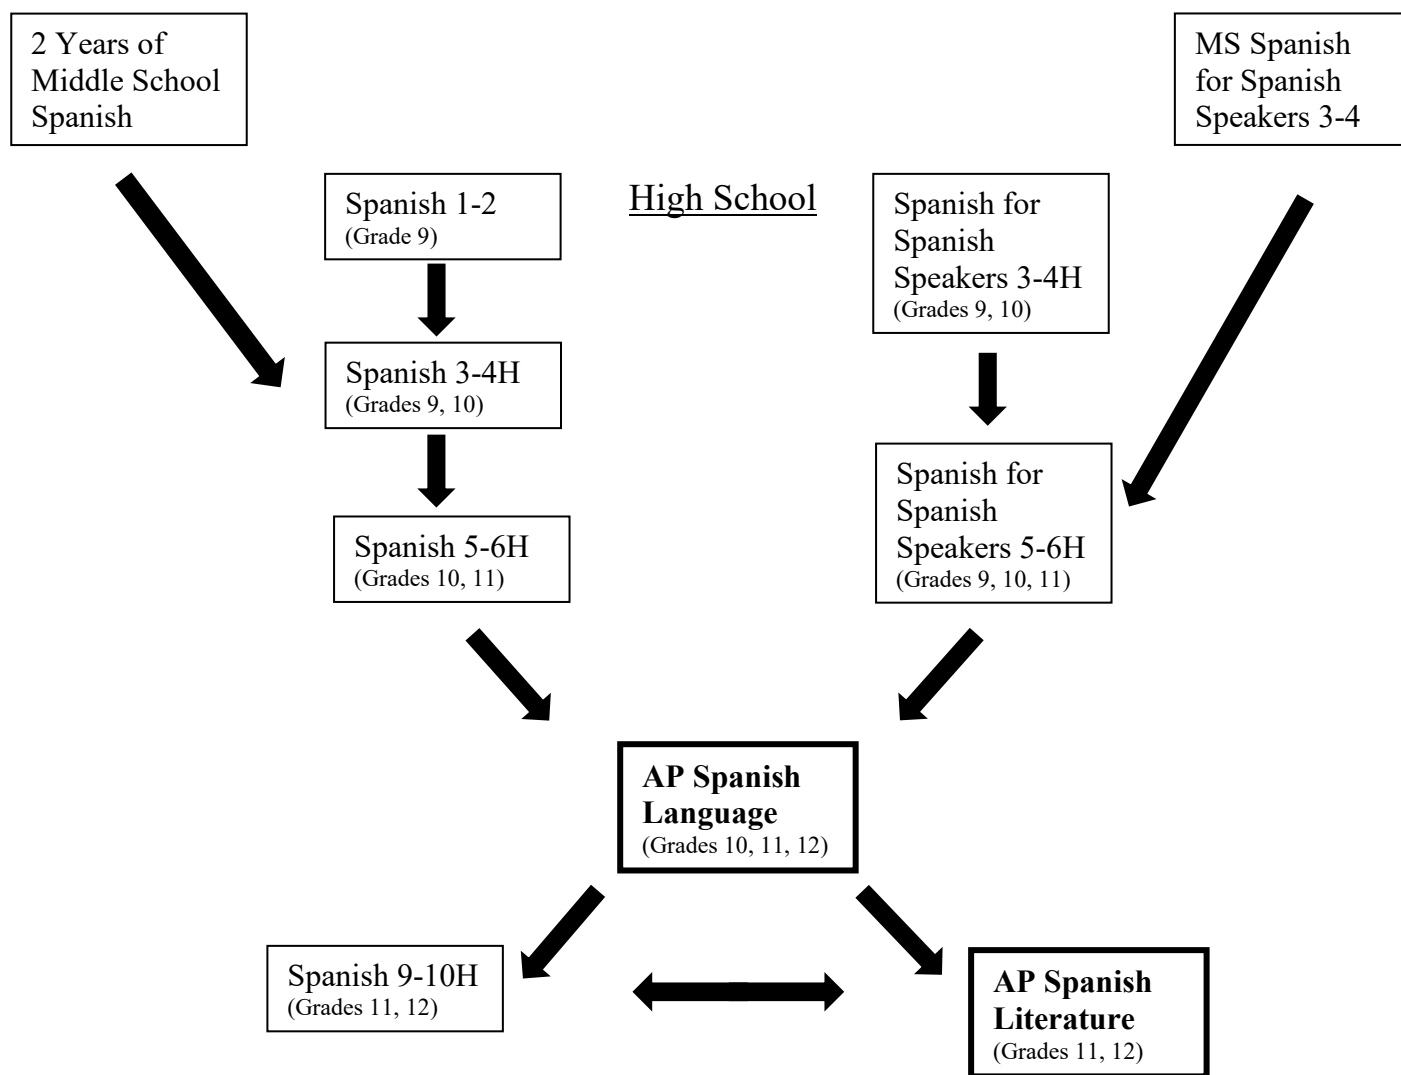 2 Years of
Middle School
Spanish
MS Spanish
for Spanish
Speakers 3-4
High School
Spanish 1-2
(Grade 9)
Spanish for
Spanish
Speakers 3-4H
(Grades 9, 10)
Spanish 3-4H
(Grades 9, 10)
Spanish for
Spanish
Speakers 5-6H
(Grades 9, 10, 11)
Spanish 5-6H
(Grades 10, 11)
AP Spanish
Language
(Grades 10, 11, 12)
Spanish 9-10H
(Grades 11, 12)
AP Spanish
Literature
(Grades 11, 12)